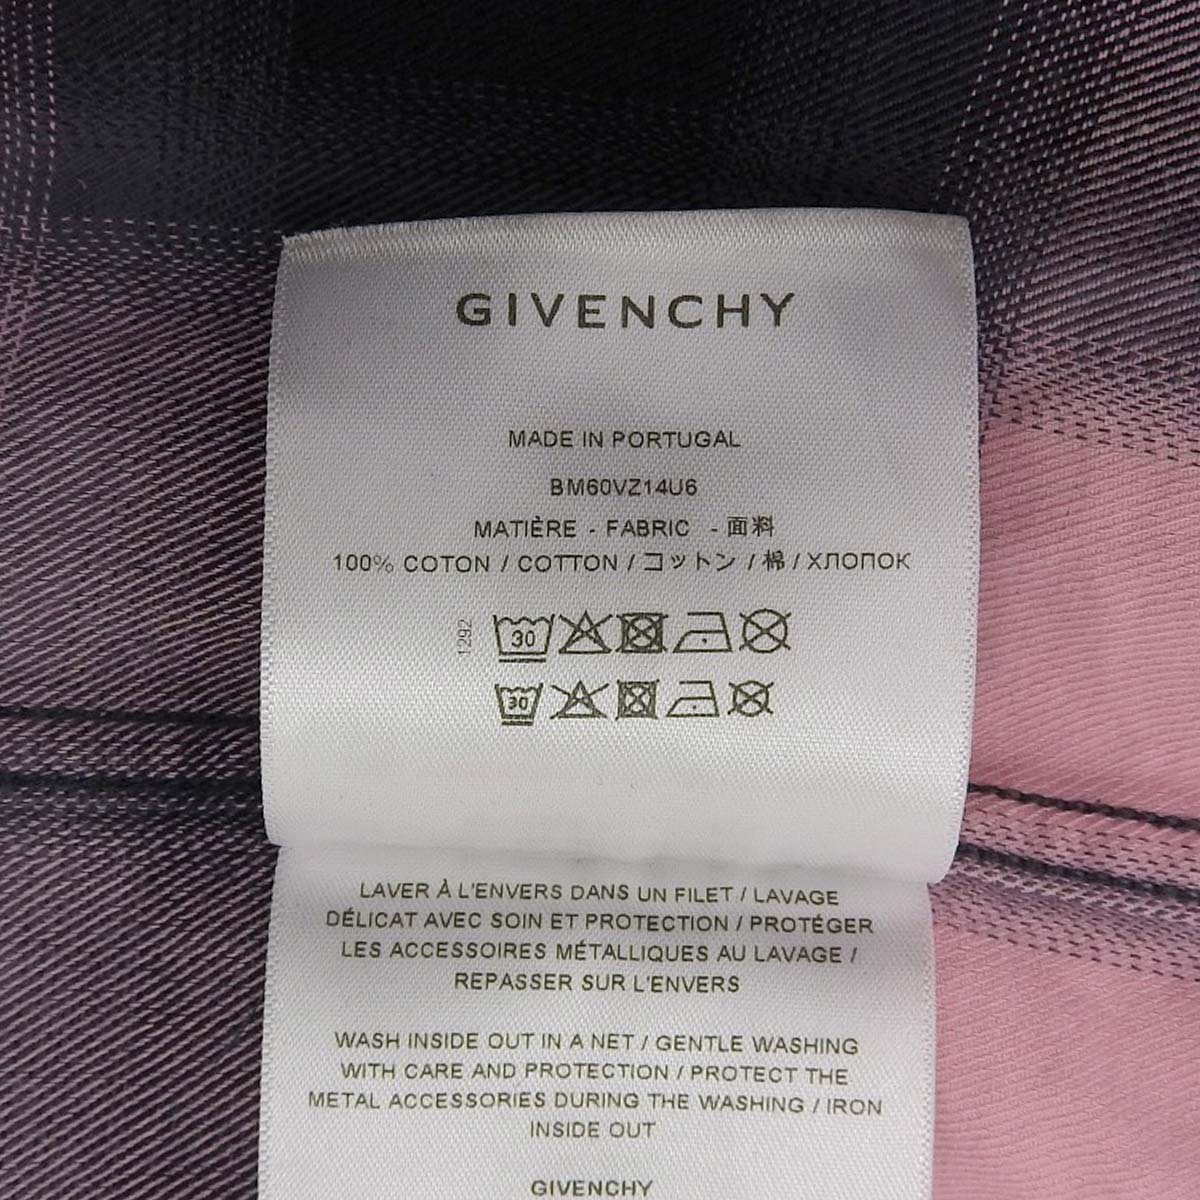 GIVENCHY
MADE IN PORTUGAL
BM60VZ14U6
MATIÈRE - FABRIC - 面料
100% COTON / COTTON / コットン / 棉 / ХЛОПОК
1292
30
30
LAVER À L'ENVERS DANS UN FILET / LAVAGE
DÉLICAT AVEC SOIN ET PROTECTION / PROTÉGER
LES ACCESSOIRES MÉTALLIQUES AU LAVAGE /
REPASSER SUR L'ENVERS
WASH INSIDE OUT IN A NET / GENTLE WASHING
WITH CARE AND PROTECTION / PROTECT THE
METAL ACCESSORIES DURING THE WASHING / IRON
INSIDE OUT
GIVENCHY